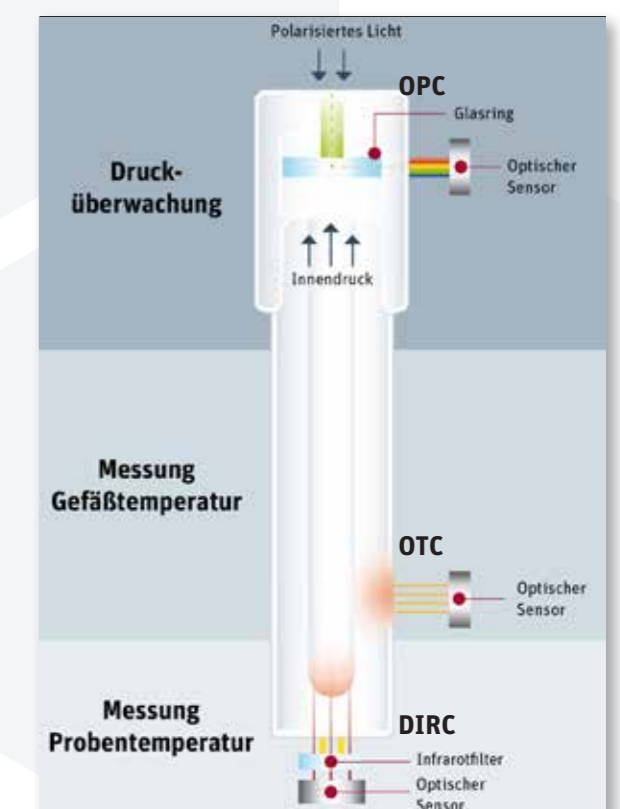 Polarisiertes Licht
OPC
Glasring
Druck-
überwachung
Optischer
Sensor
Innendruck
Messung
Gefäßtemperatur
OTC
Optischer
Sensor
Messung
Probentemperatur
DIRC
Infrarotfilter
Optischer
Sensor